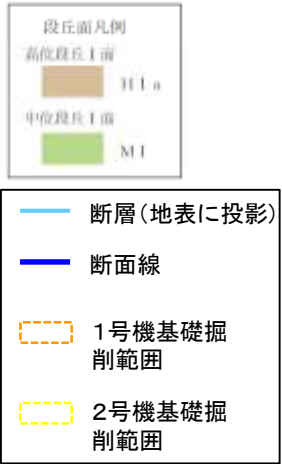 段丘面凡例
高位段丘Ⅰ面
HⅠa
中位段丘Ⅰ面
MⅠ
断層(地表に投影)
断面線
1号機基礎掘
削範囲
2号機基礎掘
削範囲